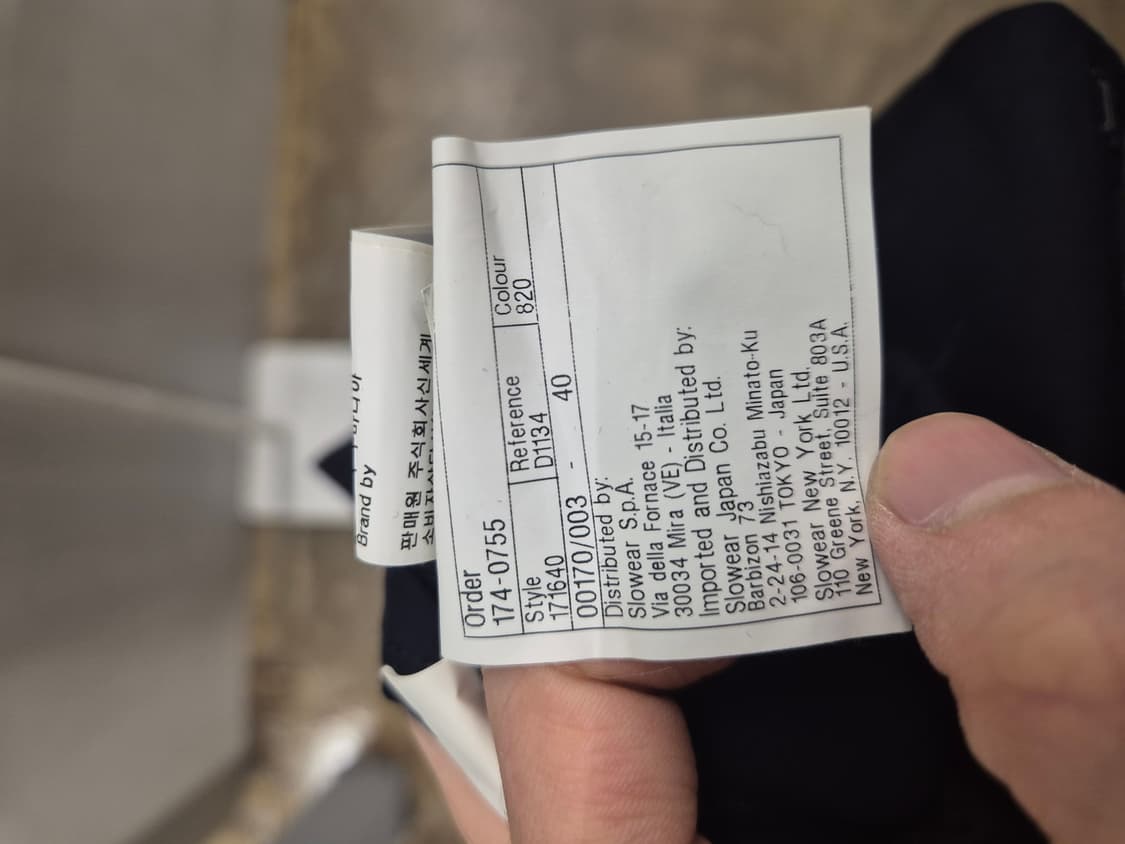 Brand by
판매원 주식회사신세계
Order
174-0755
Style Reference Colour
171640 D1134 820
00170/003 - 40
Distributed by:
Slowear S.p.A.
Via della Fornace 15-17
30034 Mira (VE) - Italia
Imported and Distributed by:
Slowear Japan Co. Ltd.
Barbizon 73
2-24-14 Nishiazabu Minato-Ku
106-0031 TOKYO - Japan
Slowear New York Ltd.
110 Greene Street, Suite 803A
New York, N.Y. 10012 - U.S.A.